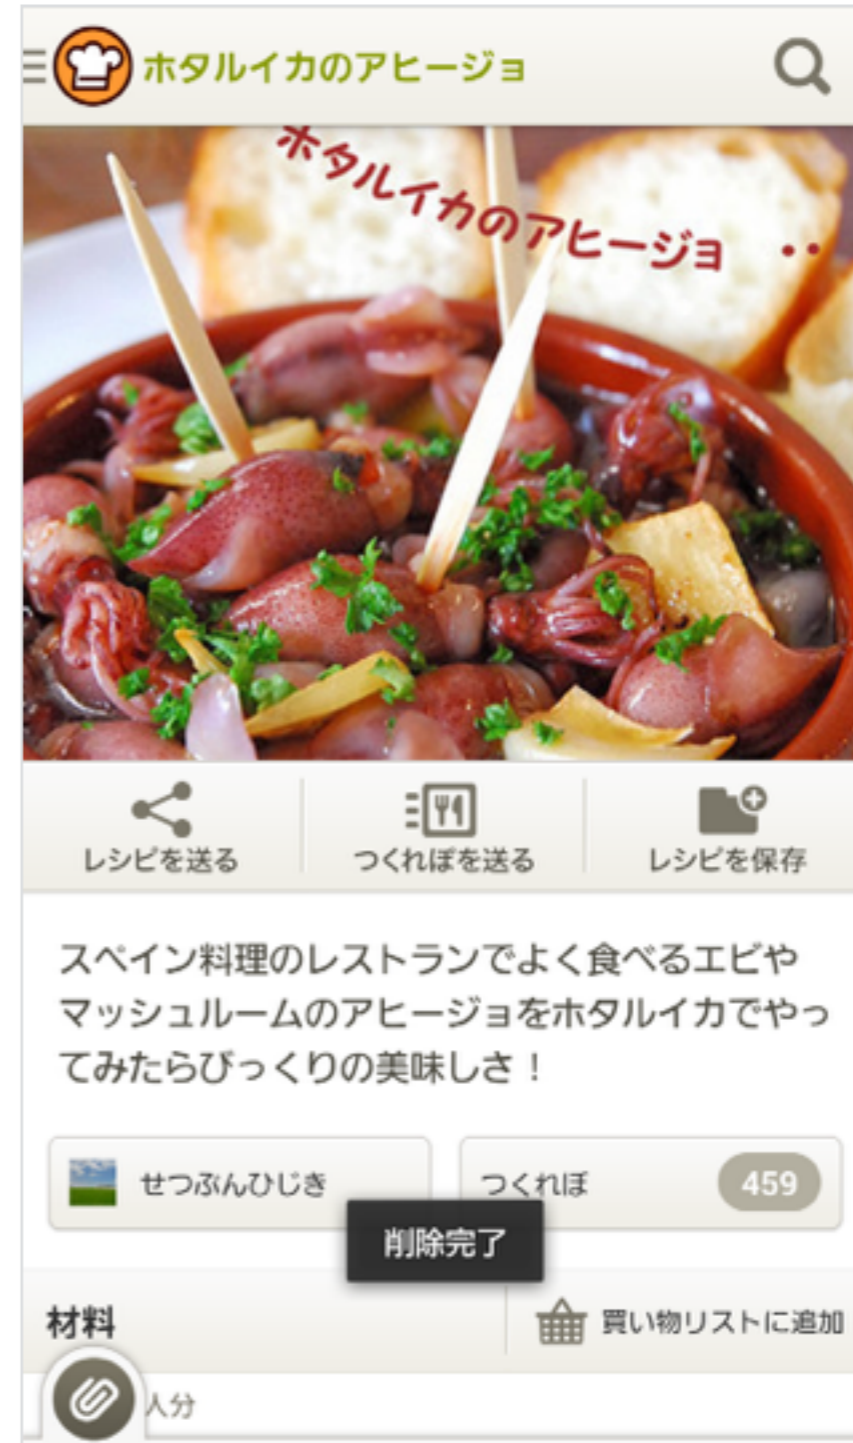 ホタルイカのアヒージョ
ホタルイカのアヒージョ ・・
レシピを送る
つくれぽを送る
レシピを保存
スペイン料理のレストランでよく食べるエビや
マッシュルームのアヒージョをホタルイカでやっ
てみたらびっくりの美味しさ！
せつぶんひじき
つくれぽ 459
削除完了
材料
買い物リストに追加
人分